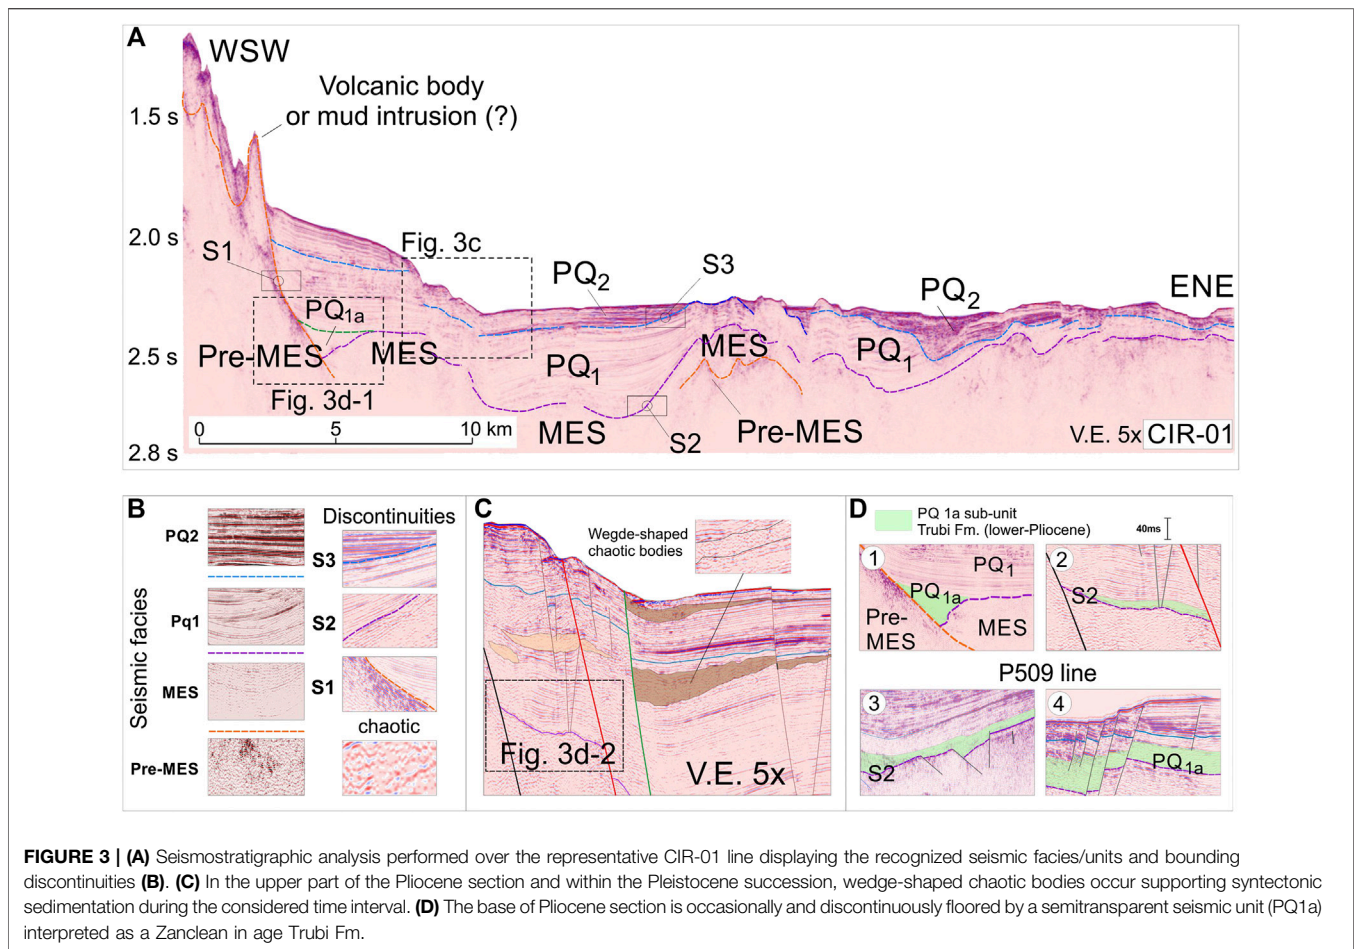 A
WSW
Volcanic body
or mud intrusion (?)
1.5 s
2.0 s
S1
Fig. 3c
PQ2
S3
PQ2
ENE
PQ1a
2.5 s
Pre-MES
MES
PQ1
MES
PQ1
Fig. 3d-1
0
5
10 km
MES
S2
Pre-MES
V.E. 5x
CIR-01
2.8 s
B
Seismic facies
PQ2
Pq1
MES
Pre-MES
Discontinuities
S3
S2
S1
chaotic
C
Wegde-shaped
chaotic bodies
Fig. 3d-2
V.E. 5x
D
PQ 1a sub-unit
Trubi Fm. (lower-Pliocene)
40ms
1
PQ1
PQ1a
Pre-
MES
MES
2
S2
P509 line
3
S2
4
PQ1a
FIGURE 3 | (A) Seismostratigraphic analysis performed over the representative CIR-01 line displaying the recognized seismic facies/units and bounding
discontinuities (B). (C) In the upper part of the Pliocene section and within the Pleistocene succession, wedge-shaped chaotic bodies occur supporting syntectonic
sedimentation during the considered time interval. (D) The base of Pliocene section is occasionally and discontinuously floored by a semitransparent seismic unit (PQ1a)
interpreted as a Zanclean in age Trubi Fm.